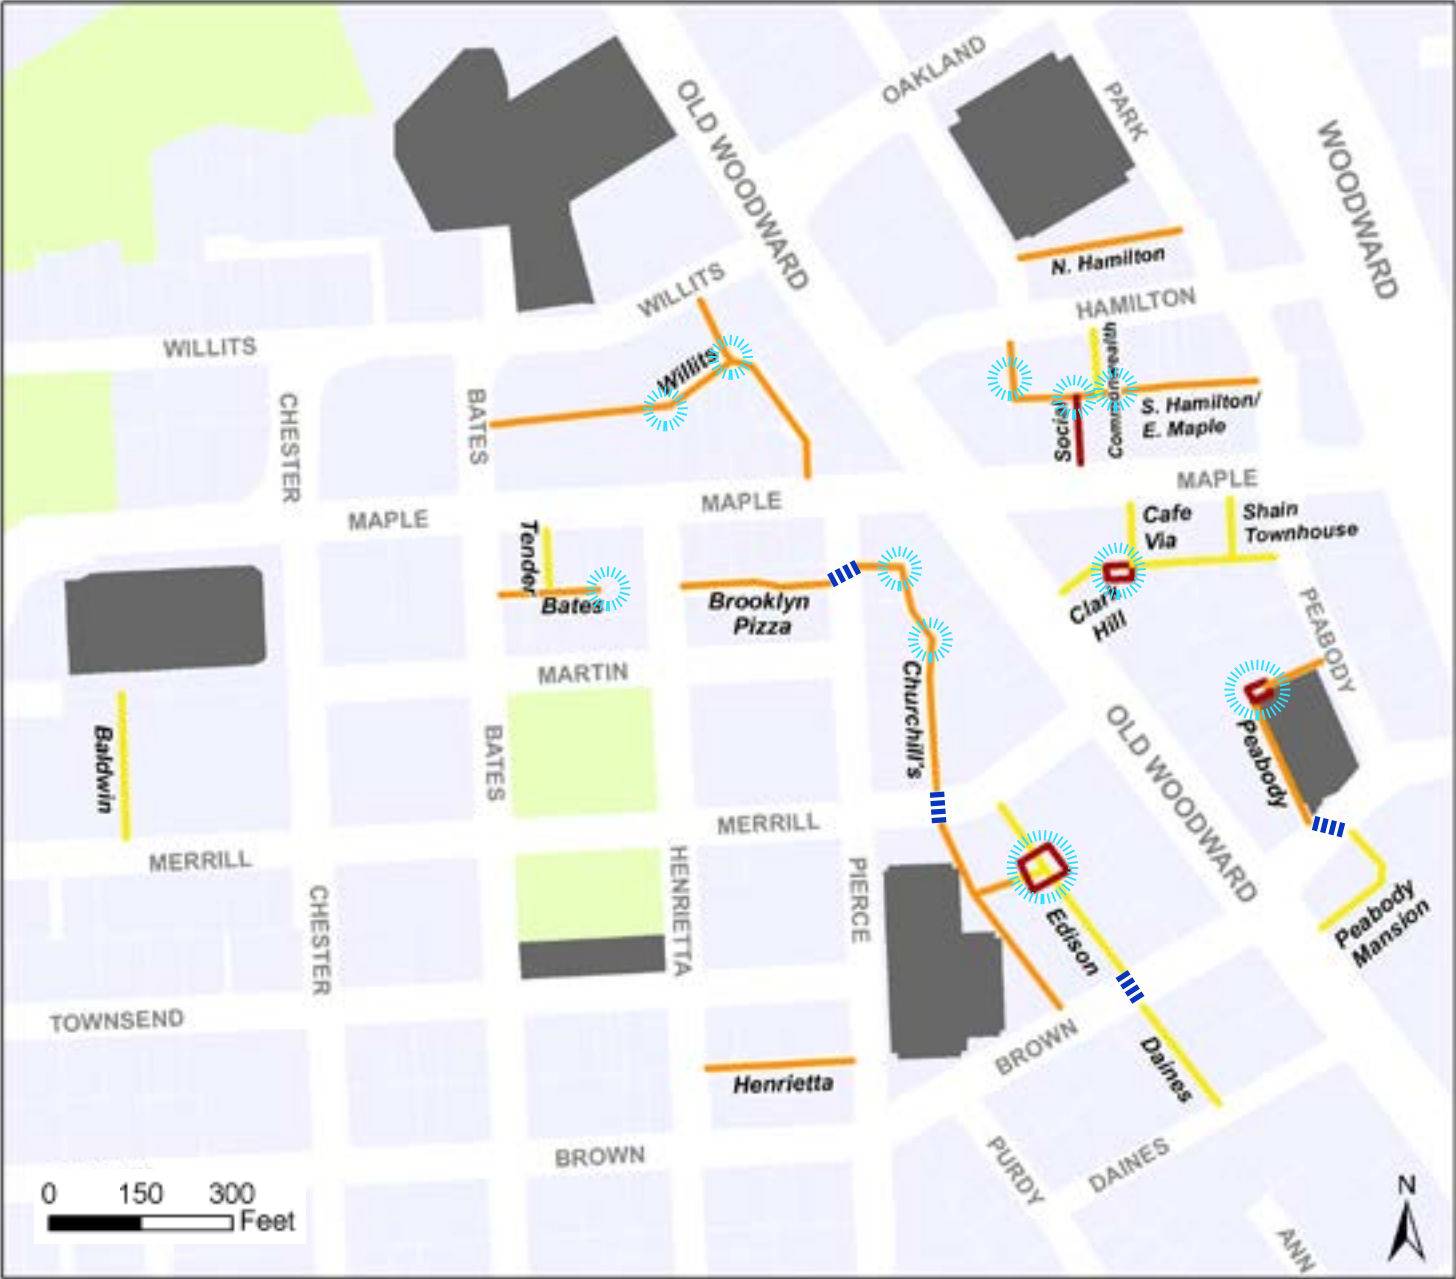 OAKLAND
PARK
OLD WOODWARD
WOODWARD
N. Hamilton
WILLITS
HAMILTON
WILLITS
Willits
CHESTER
BATES
Social
Commonwealth
S. Hamilton/
E. Maple
MAPLE
MAPLE
MAPLE
Cafe
Via
Shain
Townhouse
Tender
Bates
Brooklyn
Pizza
Clark
Hill
PEABODY
MARTIN
Churchill's
Baldwin
BATES
OLD WOODWARD
Peabody
MERRILL
MERRILL
HENRIETTA
PIERCE
CHESTER
Edison
Peabody
Mansion
TOWNSEND
BROWN
Daines
Henrietta
BROWN
PURDY
DAINES
ANN
0 150 300
Feet
N